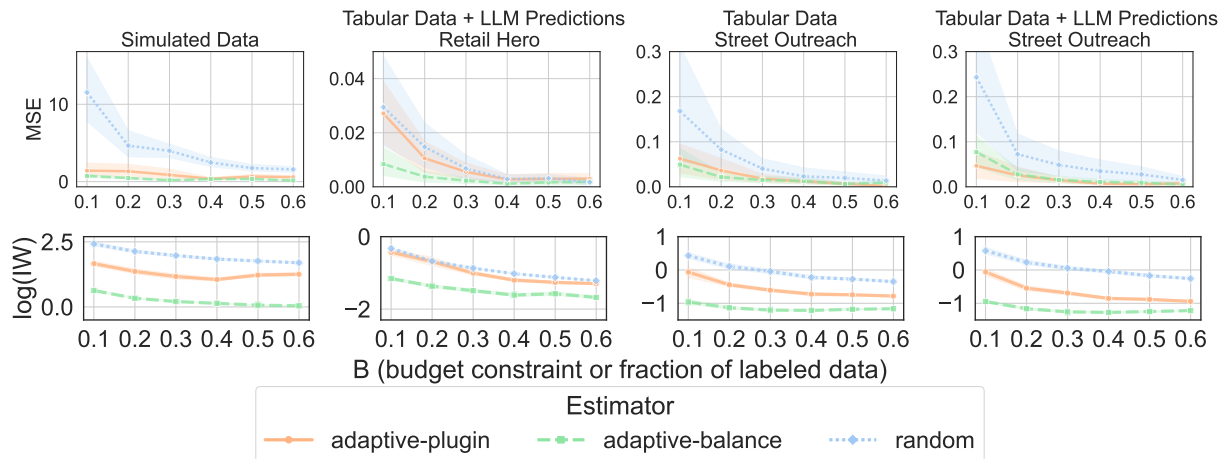 Simulated Data
Tabular Data + LLM Predictions
Retail Hero
Tabular Data
Street Outreach
Tabular Data + LLM Predictions
Street Outreach
MSE
10
0
0.1 0.2 0.3 0.4 0.5 0.6
0.04
0.02
0.00
0.1 0.2 0.3 0.4 0.5 0.6
0.3
0.2
0.1
0.0
0.1 0.2 0.3 0.4 0.5 0.6
0.3
0.2
0.1
0.0
0.1 0.2 0.3 0.4 0.5 0.6
log(IW)
2.5
0.0
0.1 0.2 0.3 0.4 0.5 0.6
0
−2
0.1 0.2 0.3 0.4 0.5 0.6
1
0
−1
0.1 0.2 0.3 0.4 0.5 0.6
1
0
−1
0.1 0.2 0.3 0.4 0.5 0.6
B (budget constraint or fraction of labeled data)
Estimator
adaptive-plugin adaptive-balance random